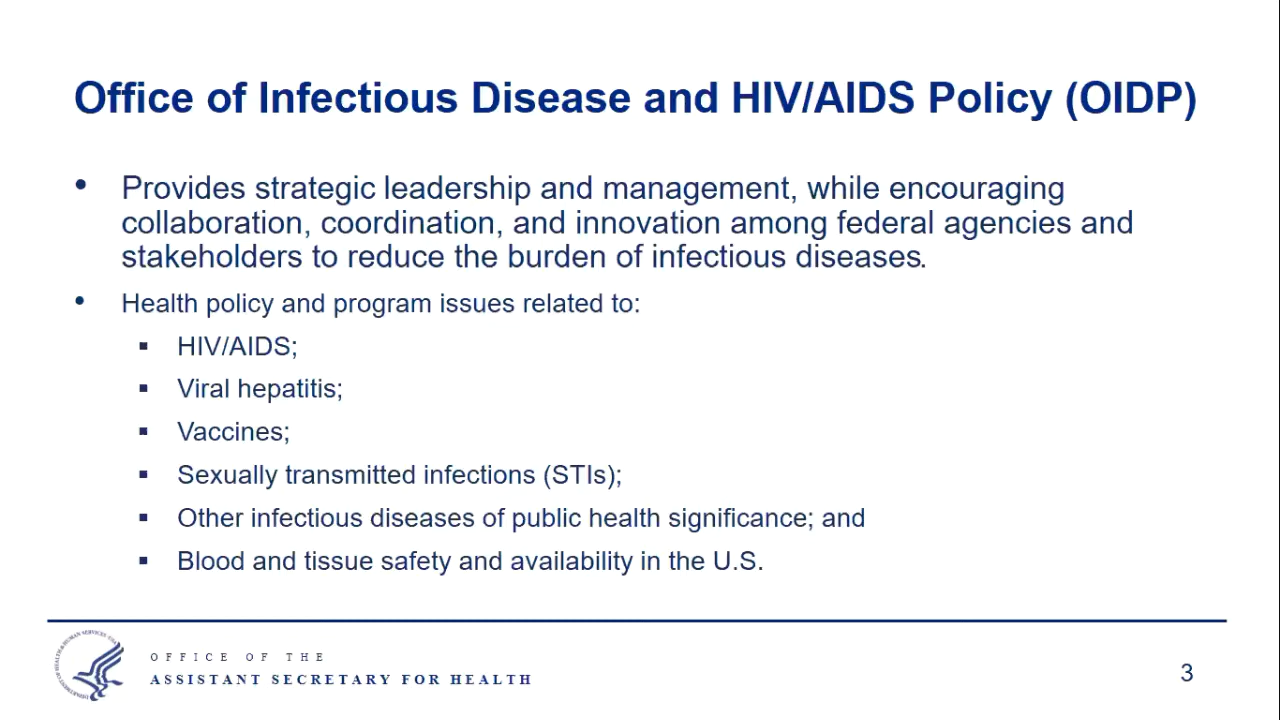 Office of Infectious Disease and HIV/AIDS Policy (OIDP)
• Provides strategic leadership and management, while encouraging
collaboration, coordination, and innovation among federal agencies and
stakeholders to reduce the burden of infectious diseases.
• Health policy and program issues related to:
▪ HIV/AIDS;
▪ Viral hepatitis;
▪ Vaccines;
▪ Sexually transmitted infections (STIs);
▪ Other infectious diseases of public health significance; and
▪ Blood and tissue safety and availability in the U.S.
OFFICE OF THE
ASSISTANT SECRETARY FOR HEALTH
3